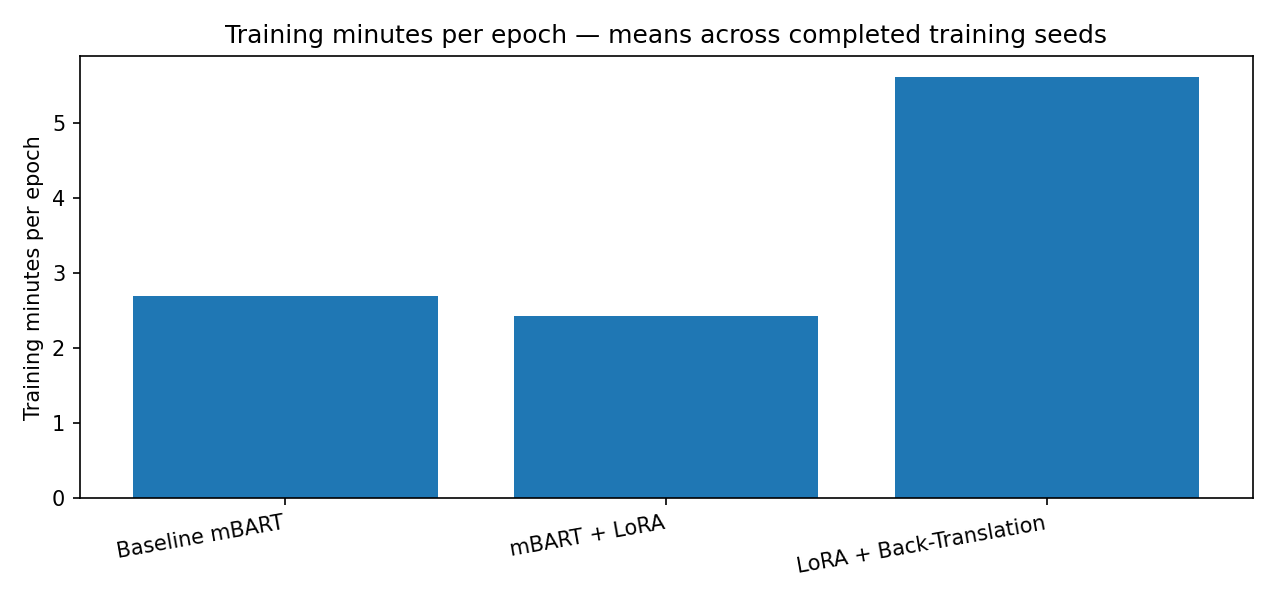 Training minutes per epoch — means across completed training seeds
Training minutes per epoch
5
4
3
2
1
0
Baseline mBART
mBART + LoRA
LoRA + Back-Translation